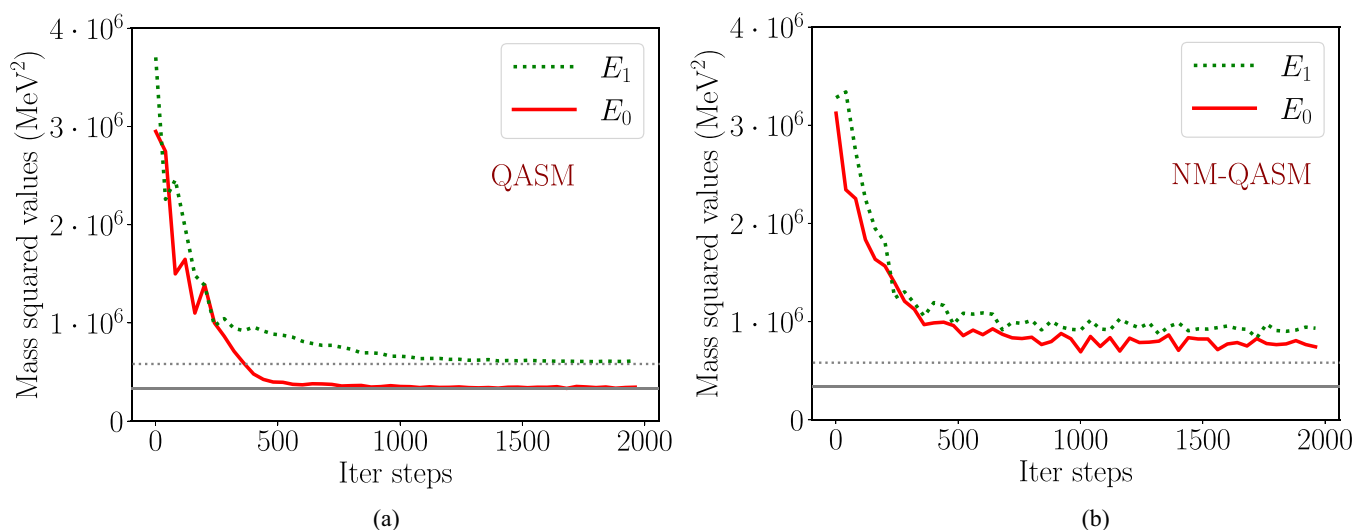 4 · 10^6
3 · 10^6
2 · 10^6
1 · 10^6
0
Mass squared values (MeV^2)
E_1
E_0
QASM
0 500 1000 1500 2000
Iter steps
(a)
4 · 10^6
3 · 10^6
2 · 10^6
1 · 10^6
0
Mass squared values (MeV^2)
E_1
E_0
NM-QASM
0 500 1000 1500 2000
Iter steps
(b)